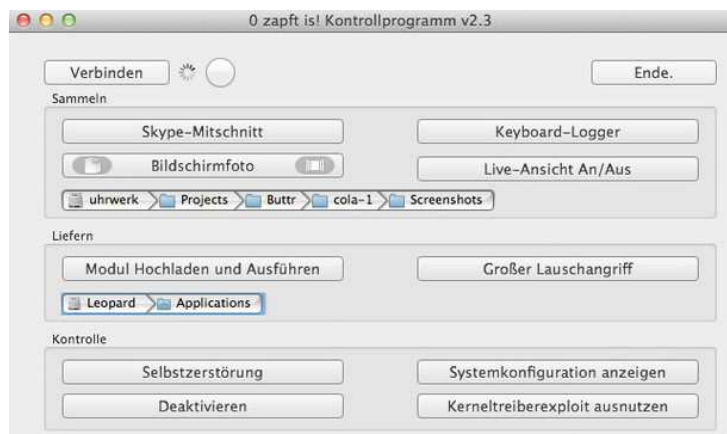 0 zapft is! Kontrollprogramm v2.3
Verbinden
Ende.
Sammeln
Skype-Mitschnitt
Keyboard-Logger
Bildschirmfoto
Live-Ansicht An/Aus
uhrwerk Projects Buttr cola-1 Screenshots
Liefern
Modul Hochladen und Ausführen
Großer Lauschangriff
Leopard Applications
Kontrolle
Selbstzerstörung
Systemkonfiguration anzeigen
Deaktivieren
Kerneltreiberexploit ausnutzen